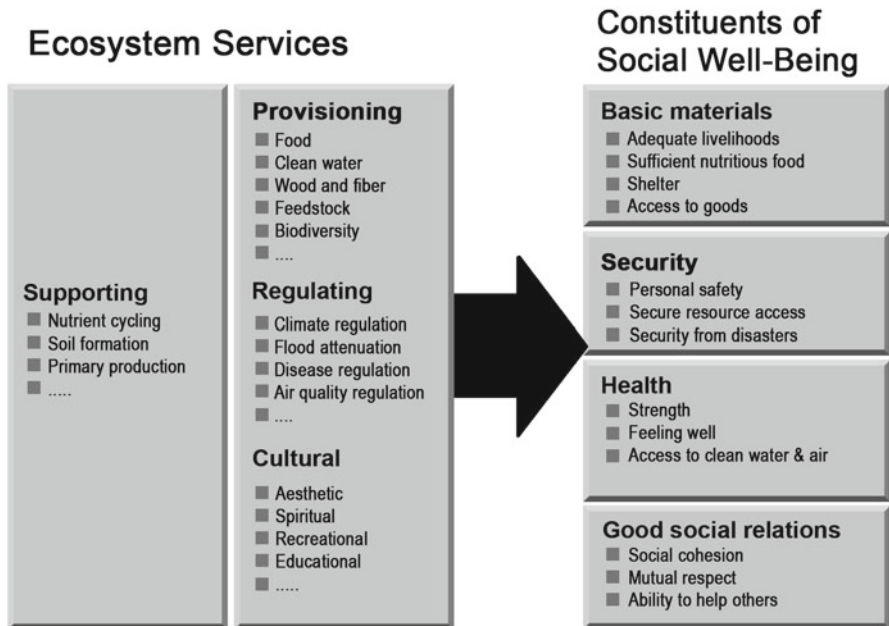 Ecosystem Services
Supporting
Nutrient cycling
Soil formation
Primary production
.....
Provisioning
Food
Clean water
Wood and fiber
Feedstock
Biodiversity
....
Regulating
Climate regulation
Flood attenuation
Disease regulation
Air quality regulation
....
Cultural
Aesthetic
Spiritual
Recreational
Educational
.....
Constituents of
Social Well-Being
Basic materials
Adequate livelihoods
Sufficient nutritious food
Shelter
Access to goods
Security
Personal safety
Secure resource access
Security from disasters
Health
Strength
Feeling well
Access to clean water & air
Good social relations
Social cohesion
Mutual respect
Ability to help others